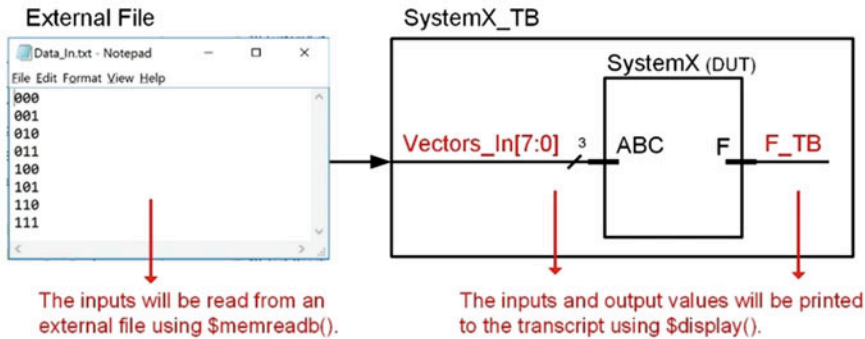 External File
SystemX_TB
Data_In.txt - Notepad
File Edit Format View Help
000
001
010
011
100
101
110
111
SystemX (DUT)
Vectors_In[7:0]
3
ABC
F
F_TB
The inputs will be read from an
external file using $memreadb().
The inputs and output values will be printed
to the transcript using $display().